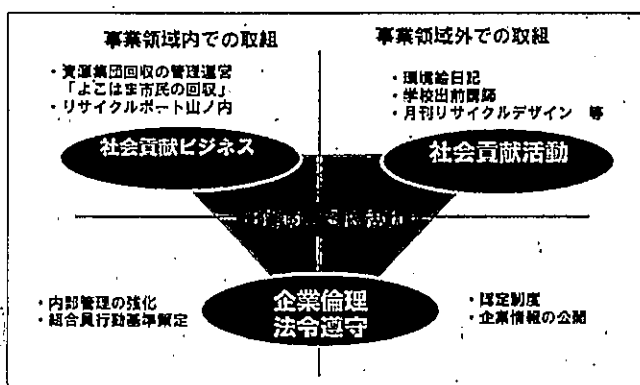 事業領域内での取組
事業領域外での取組
・資源集団回収の管理運営
「よこはま市民の回収」
・リサイクルポート山ノ内
・環境絵日記
・学校出前講師
・月刊リサイクルデザイン 等
社会貢献ビジネス
社会貢献活動
・内部管理の強化
・組合員行動基準策定
企業倫理
法令遵守
・認定制度
・企業情報の公開